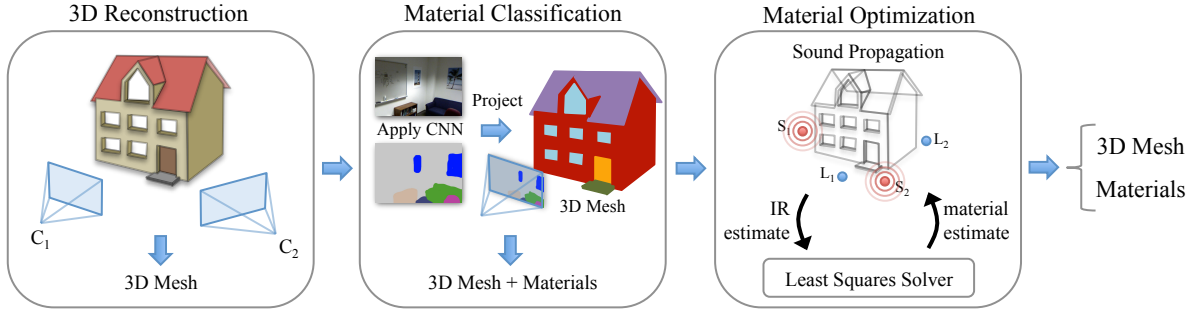 3D Reconstruction
C1
C2
3D Mesh
Material Classification
Apply CNN
Project
3D Mesh
3D Mesh + Materials
Material Optimization
Sound Propagation
S1
L2
L1
S2
IR
estimate
material
estimate
Least Squares Solver
3D Mesh
Materials